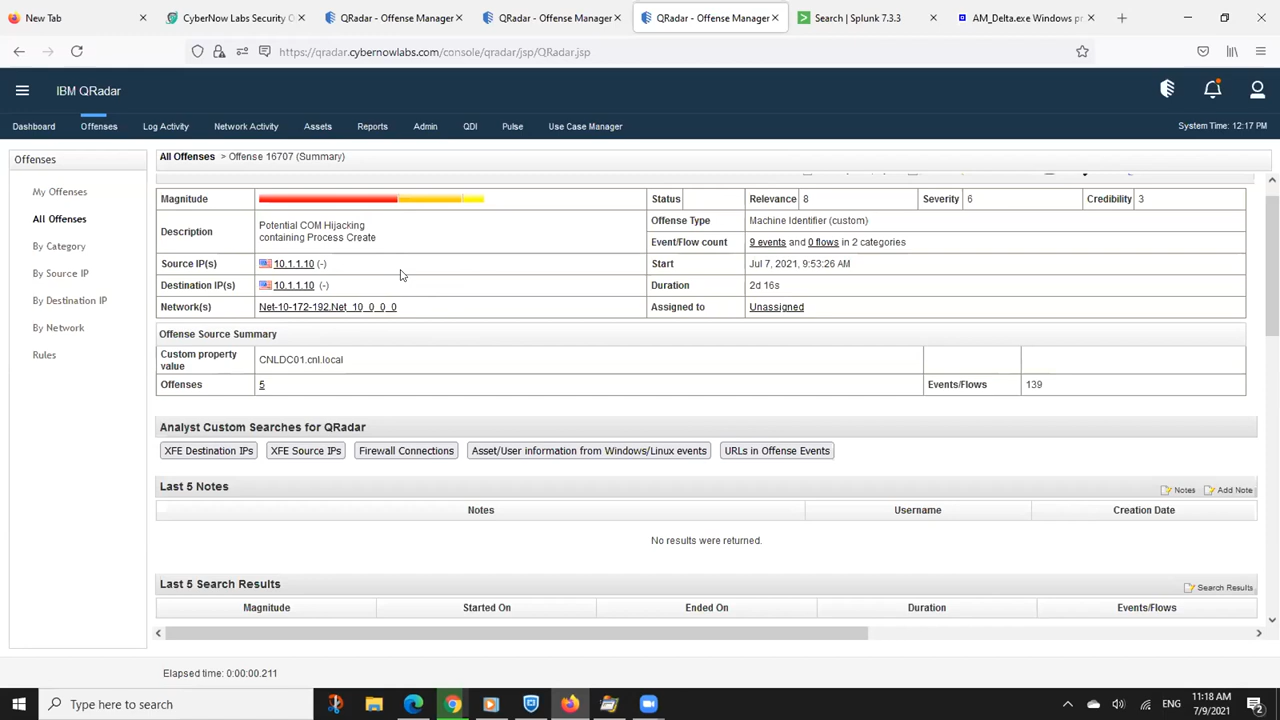 New Tab
CyberNow Labs Security O
QRadar - Offense Manager
QRadar - Offense Manager
QRadar - Offense Manager
Search | Splunk 7.3.3
AM_Delta.exe Windows pr
https://qradar.cybernowlabs.com/console/qradar/jsp/QRadar.jsp
IBM QRadar
Dashboard Offenses Log Activity Network Activity Assets Reports Admin QDI Pulse Use Case Manager System Time: 12:17 PM
Offenses
My Offenses
All Offenses
By Category
By Source IP
By Destination IP
By Network
Rules
All Offenses > Offense 16707 (Summary)
Magnitude Status Relevance 8 Severity 6 Credibility 3
Description Potential COM Hijacking
containing Process Create
Offense Type Machine Identifier (custom)
Event/Flow count 9 events and 0 flows in 2 categories
Source IP(s) 10.1.1.10 (-) Start Jul 7, 2021, 9:53:26 AM
Destination IP(s) 10.1.1.10 (-) Duration 2d 16s
Network(s) Net-10-172-192.Net_10_0_0_0 Assigned to Unassigned
Offense Source Summary
Custom property
value
CNLDC01.cnl.local
Offenses 5 Events/Flows 139
Analyst Custom Searches for QRadar
XFE Destination IPs XFE Source IPs Firewall Connections Asset/User information from Windows/Linux events URLs in Offense Events
Last 5 Notes Notes Add Note
Notes Username Creation Date
No results were returned.
Last 5 Search Results Search Results
Magnitude Started On Ended On Duration Events/Flows
Elapsed time: 0:00:00.211
Type here to search
ENG
11:18 AM
7/9/2021
2